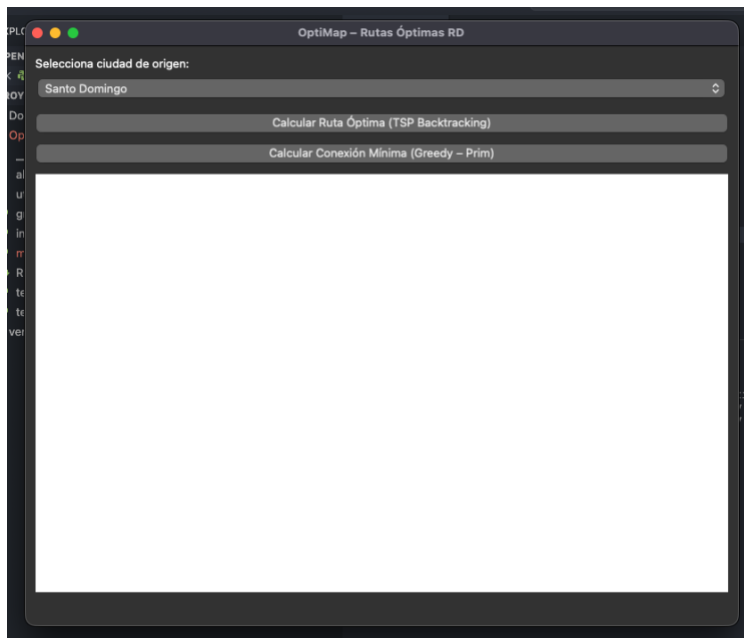 OptiMap – Rutas Óptimas RD
Selecciona ciudad de origen:
Santo Domingo
Calcular Ruta Óptima (TSP Backtracking)
Calcular Conexión Mínima (Greedy – Prim)